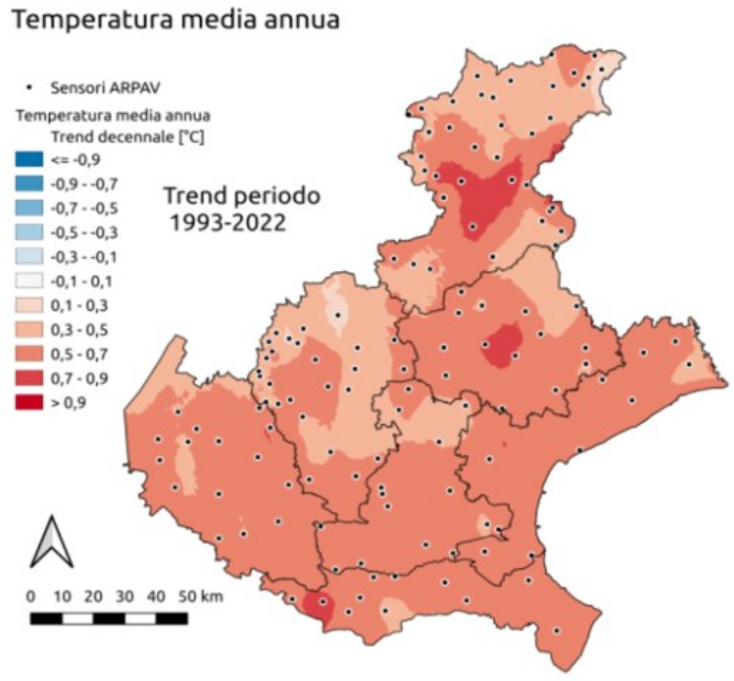 Temperatura media annua
Sensori ARPAV
Temperatura media annua
Trend decennale [°C]
<= -0,9
-0,9 - -0,7
-0,7 - -0,5
-0,5 - -0,3
-0,3 - -0,1
-0,1 - 0,1
0,1 - 0,3
0,3 - 0,5
0,5 - 0,7
0,7 - 0,9
> 0,9
Trend periodo
1993-2022
0 10 20 30 40 50 km